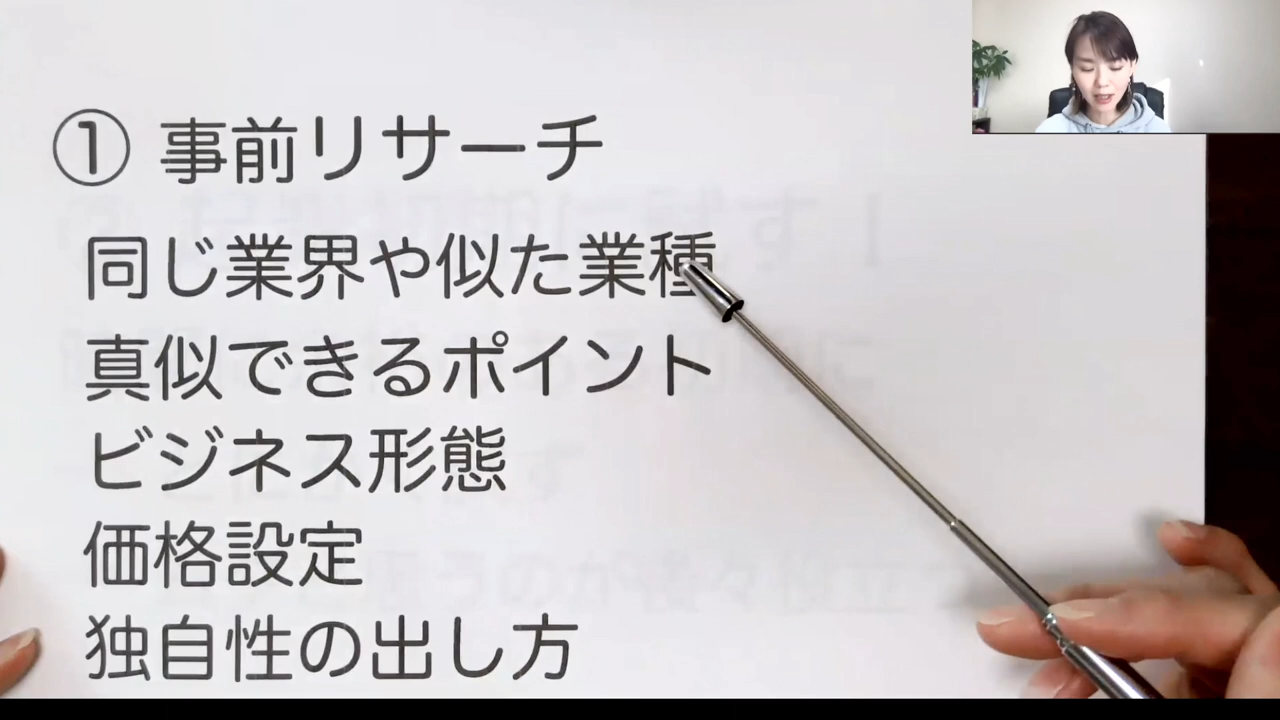 ① 事前リサーチ
同じ業界や似た業種
真似できるポイント
ビジネス形態
価格設定
独自性の出し方